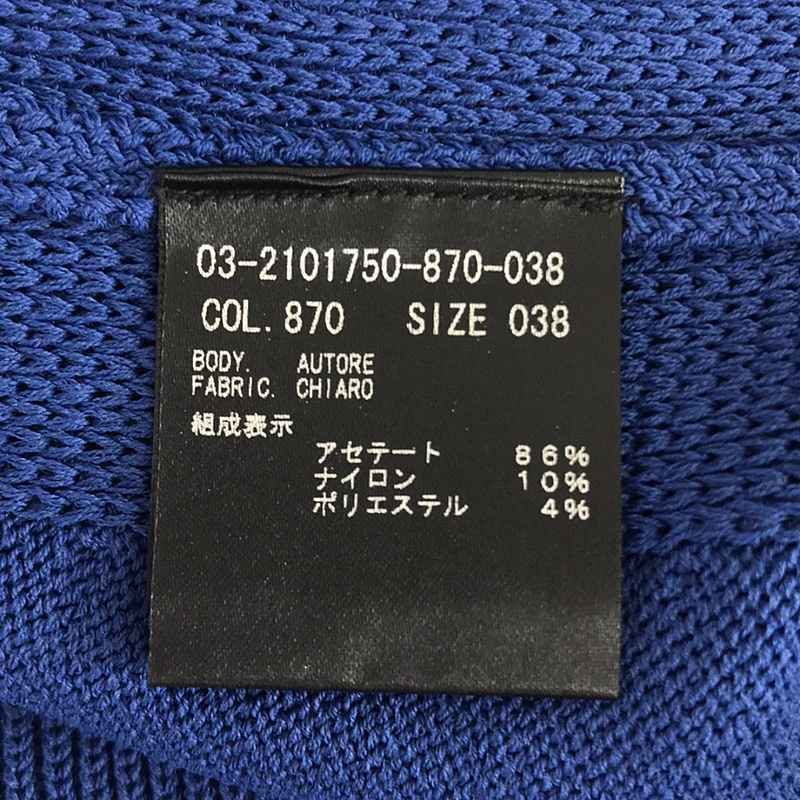 03-2101750-870-038
COL. 870 SIZE 038
BODY. AUTORE
FABRIC. CHIARO
組成表示
アセテート 86%
ナイロン 10%
ポリエステル 4%